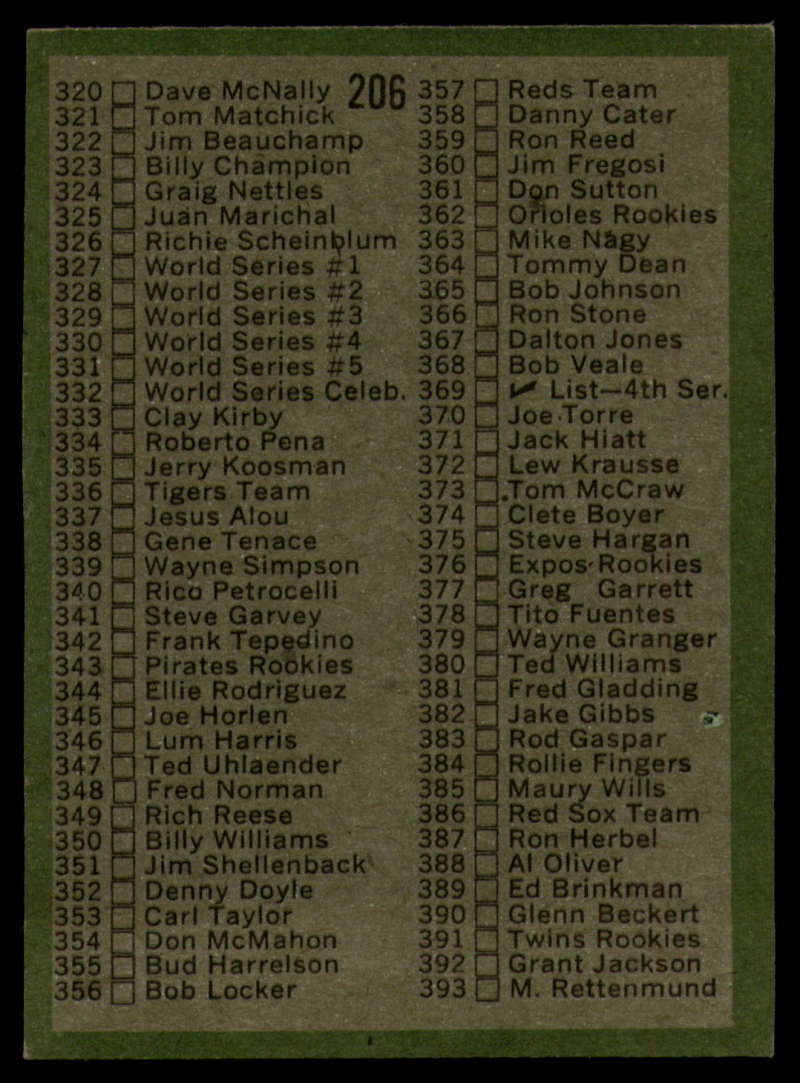 206
320 Dave McNally
321 Tom Matchick
322 Jim Beauchamp
323 Billy Champion
324 Graig Nettles
325 Juan Marichal
326 Richie Scheinblum
327 World Series #1
328 World Series #2
329 World Series #3
330 World Series #4
331 World Series #5
332 World Series Celeb.
333 Clay Kirby
334 Roberto Pena
335 Jerry Koosman
336 Tigers Team
337 Jesus Alou
338 Gene Tenace
339 Wayne Simpson
340 Rico Petrocelli
341 Steve Garvey
342 Frank Tepedino
343 Pirates Rookies
344 Ellie Rodriguez
345 Joe Horlen
346 Lum Harris
347 Ted Uhlaender
348 Fred Norman
349 Rich Reese
350 Billy Williams
351 Jim Shellenback
352 Denny Doyle
353 Carl Taylor
354 Don McMahon
355 Bud Harrelson
356 Bob Locker
357 Reds Team
358 Danny Cater
359 Ron Reed
360 Jim Fregosi
361 Don Sutton
362 Orioles Rookies
363 Mike Nagy
364 Tommy Dean
365 Bob Johnson
366 Ron Stone
367 Dalton Jones
368 Bob Veale
369 ✔ List—4th Ser.
370 Joe Torre
371 Jack Hiatt
372 Lew Krausse
373 Tom McCraw
374 Clete Boyer
375 Steve Hargan
376 Expos Rookies
377 Greg Garrett
378 Tito Fuentes
379 Wayne Granger
380 Ted Williams
381 Fred Gladding
382 Jake Gibbs
383 Rod Gaspar
384 Rollie Fingers
385 Maury Wills
386 Red Sox Team
387 Ron Herbel
388 Al Oliver
389 Ed Brinkman
390 Glenn Beckert
391 Twins Rookies
392 Grant Jackson
393 M. Rettenmund